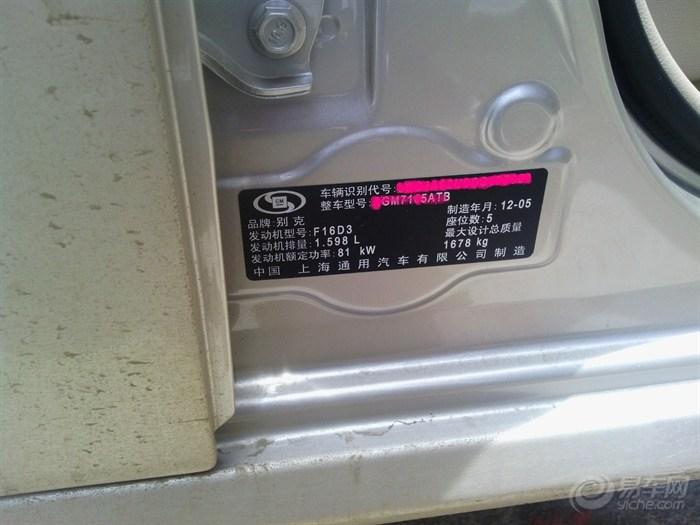 车辆识别代号:
整车型号:
GM
品牌:别克
制造年月:12-05
发动机型号:F16D3
座位数:5
发动机排量:1.598 L
最大设计总质量
发动机额定功率:81 kW
1678 kg
中国 上海通用汽车有限公司制造
易车网
yiche.com